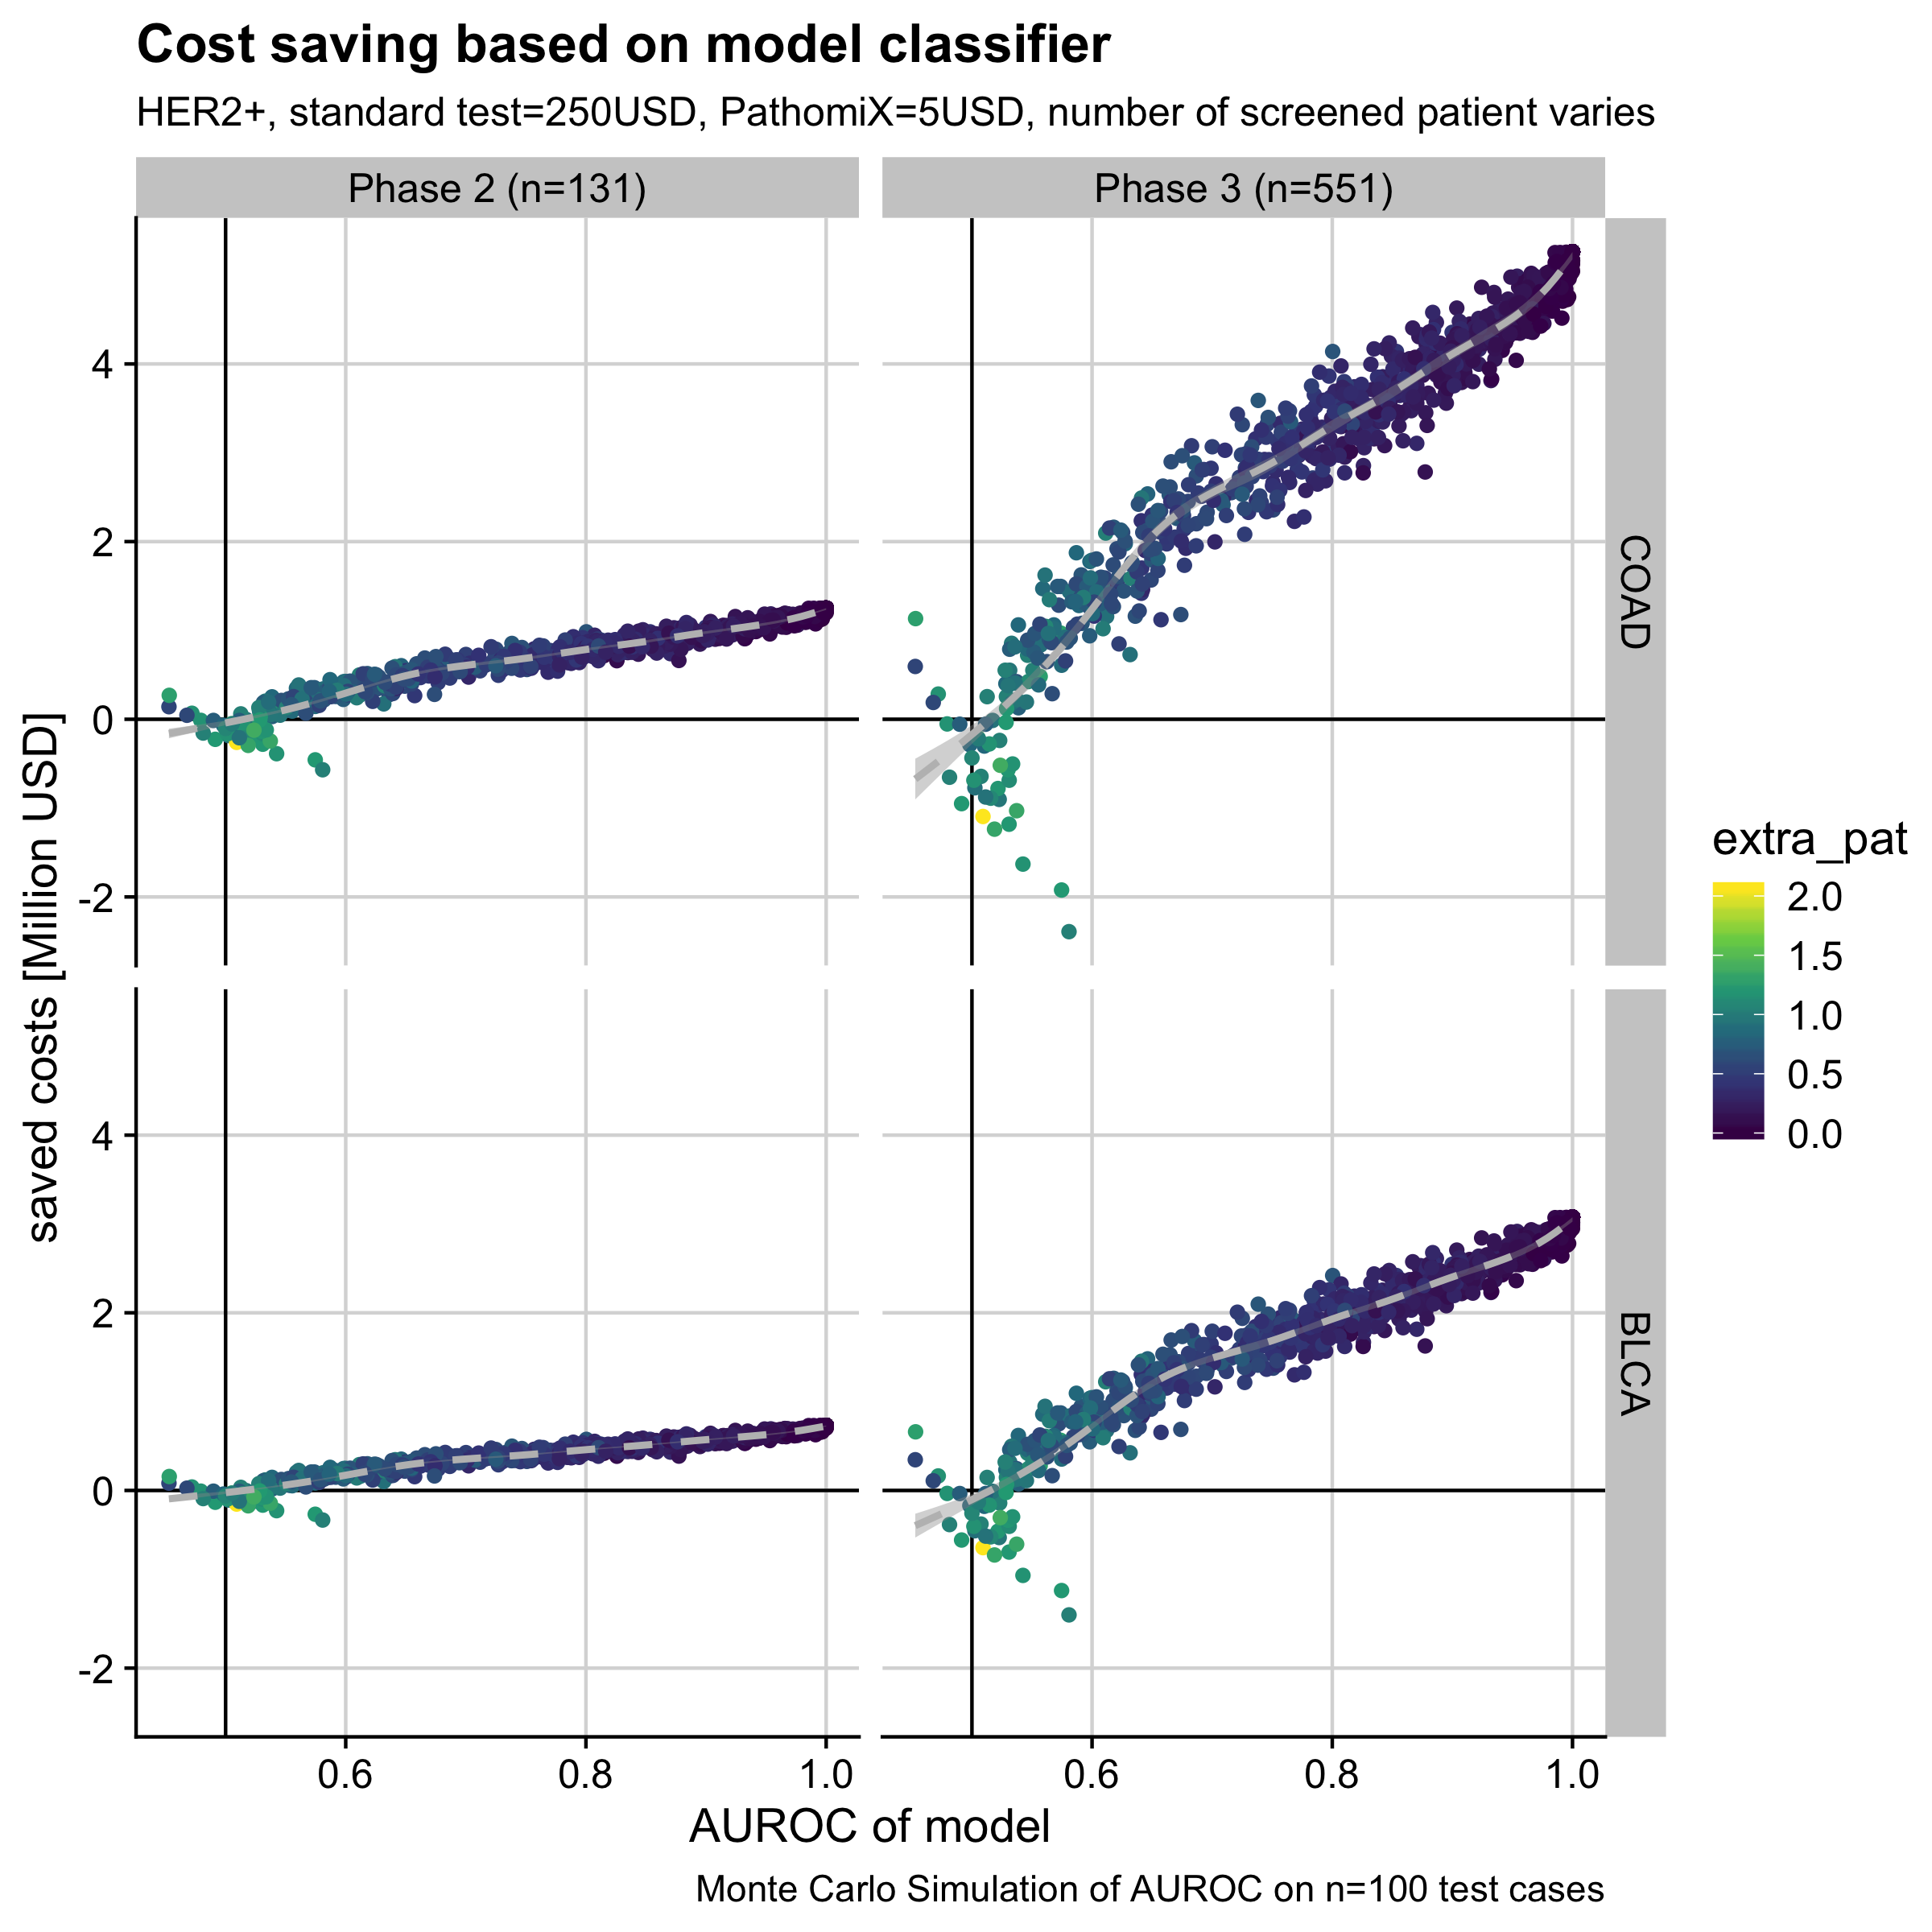 Cost saving based on model classifier
HER2+, standard test=250USD, PathomiX=5USD, number of screened patient varies
Phase 2 (n=131)
Phase 3 (n=551)
4
2
0
-2
COAD
4
2
0
-2
BLCA
saved costs [Million USD]
0.6 0.8 1.0
0.6 0.8 1.0
AUROC of model
extra_pat
2.0
1.5
1.0
0.5
0.0
Monte Carlo Simulation of AUROC on n=100 test cases